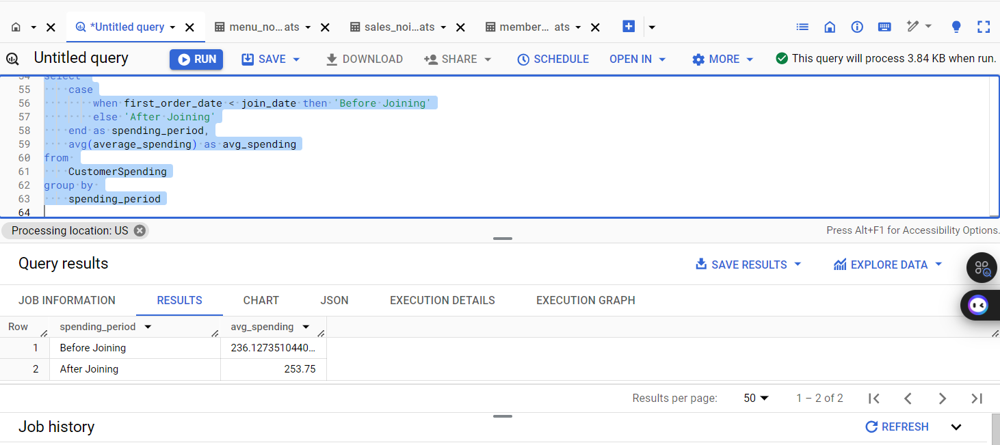 *Untitled query
menu_no…ats
sales_noi…ats
member… ats
Untitled query
RUN
SAVE
DOWNLOAD
SHARE
SCHEDULE
OPEN IN
MORE
This query will process 3.84 KB when run.
54 select
55 case
56 when first_order_date < join_date then 'Before Joining'
57 else 'After Joining'
58 end as spending_period,
59 avg(average_spending) as avg_spending
60 from
61 CustomerSpending
62 group by
63 spending_period
64
Processing location: US
Press Alt+F1 for Accessibility Options.
Query results
SAVE RESULTS
EXPLORE DATA
JOB INFORMATION
RESULTS
CHART
JSON
EXECUTION DETAILS
EXECUTION GRAPH
Row spending_period avg_spending
1 Before Joining 236.1273510440…
2 After Joining 253.75
Results per page: 50 1 – 2 of 2
Job history
REFRESH